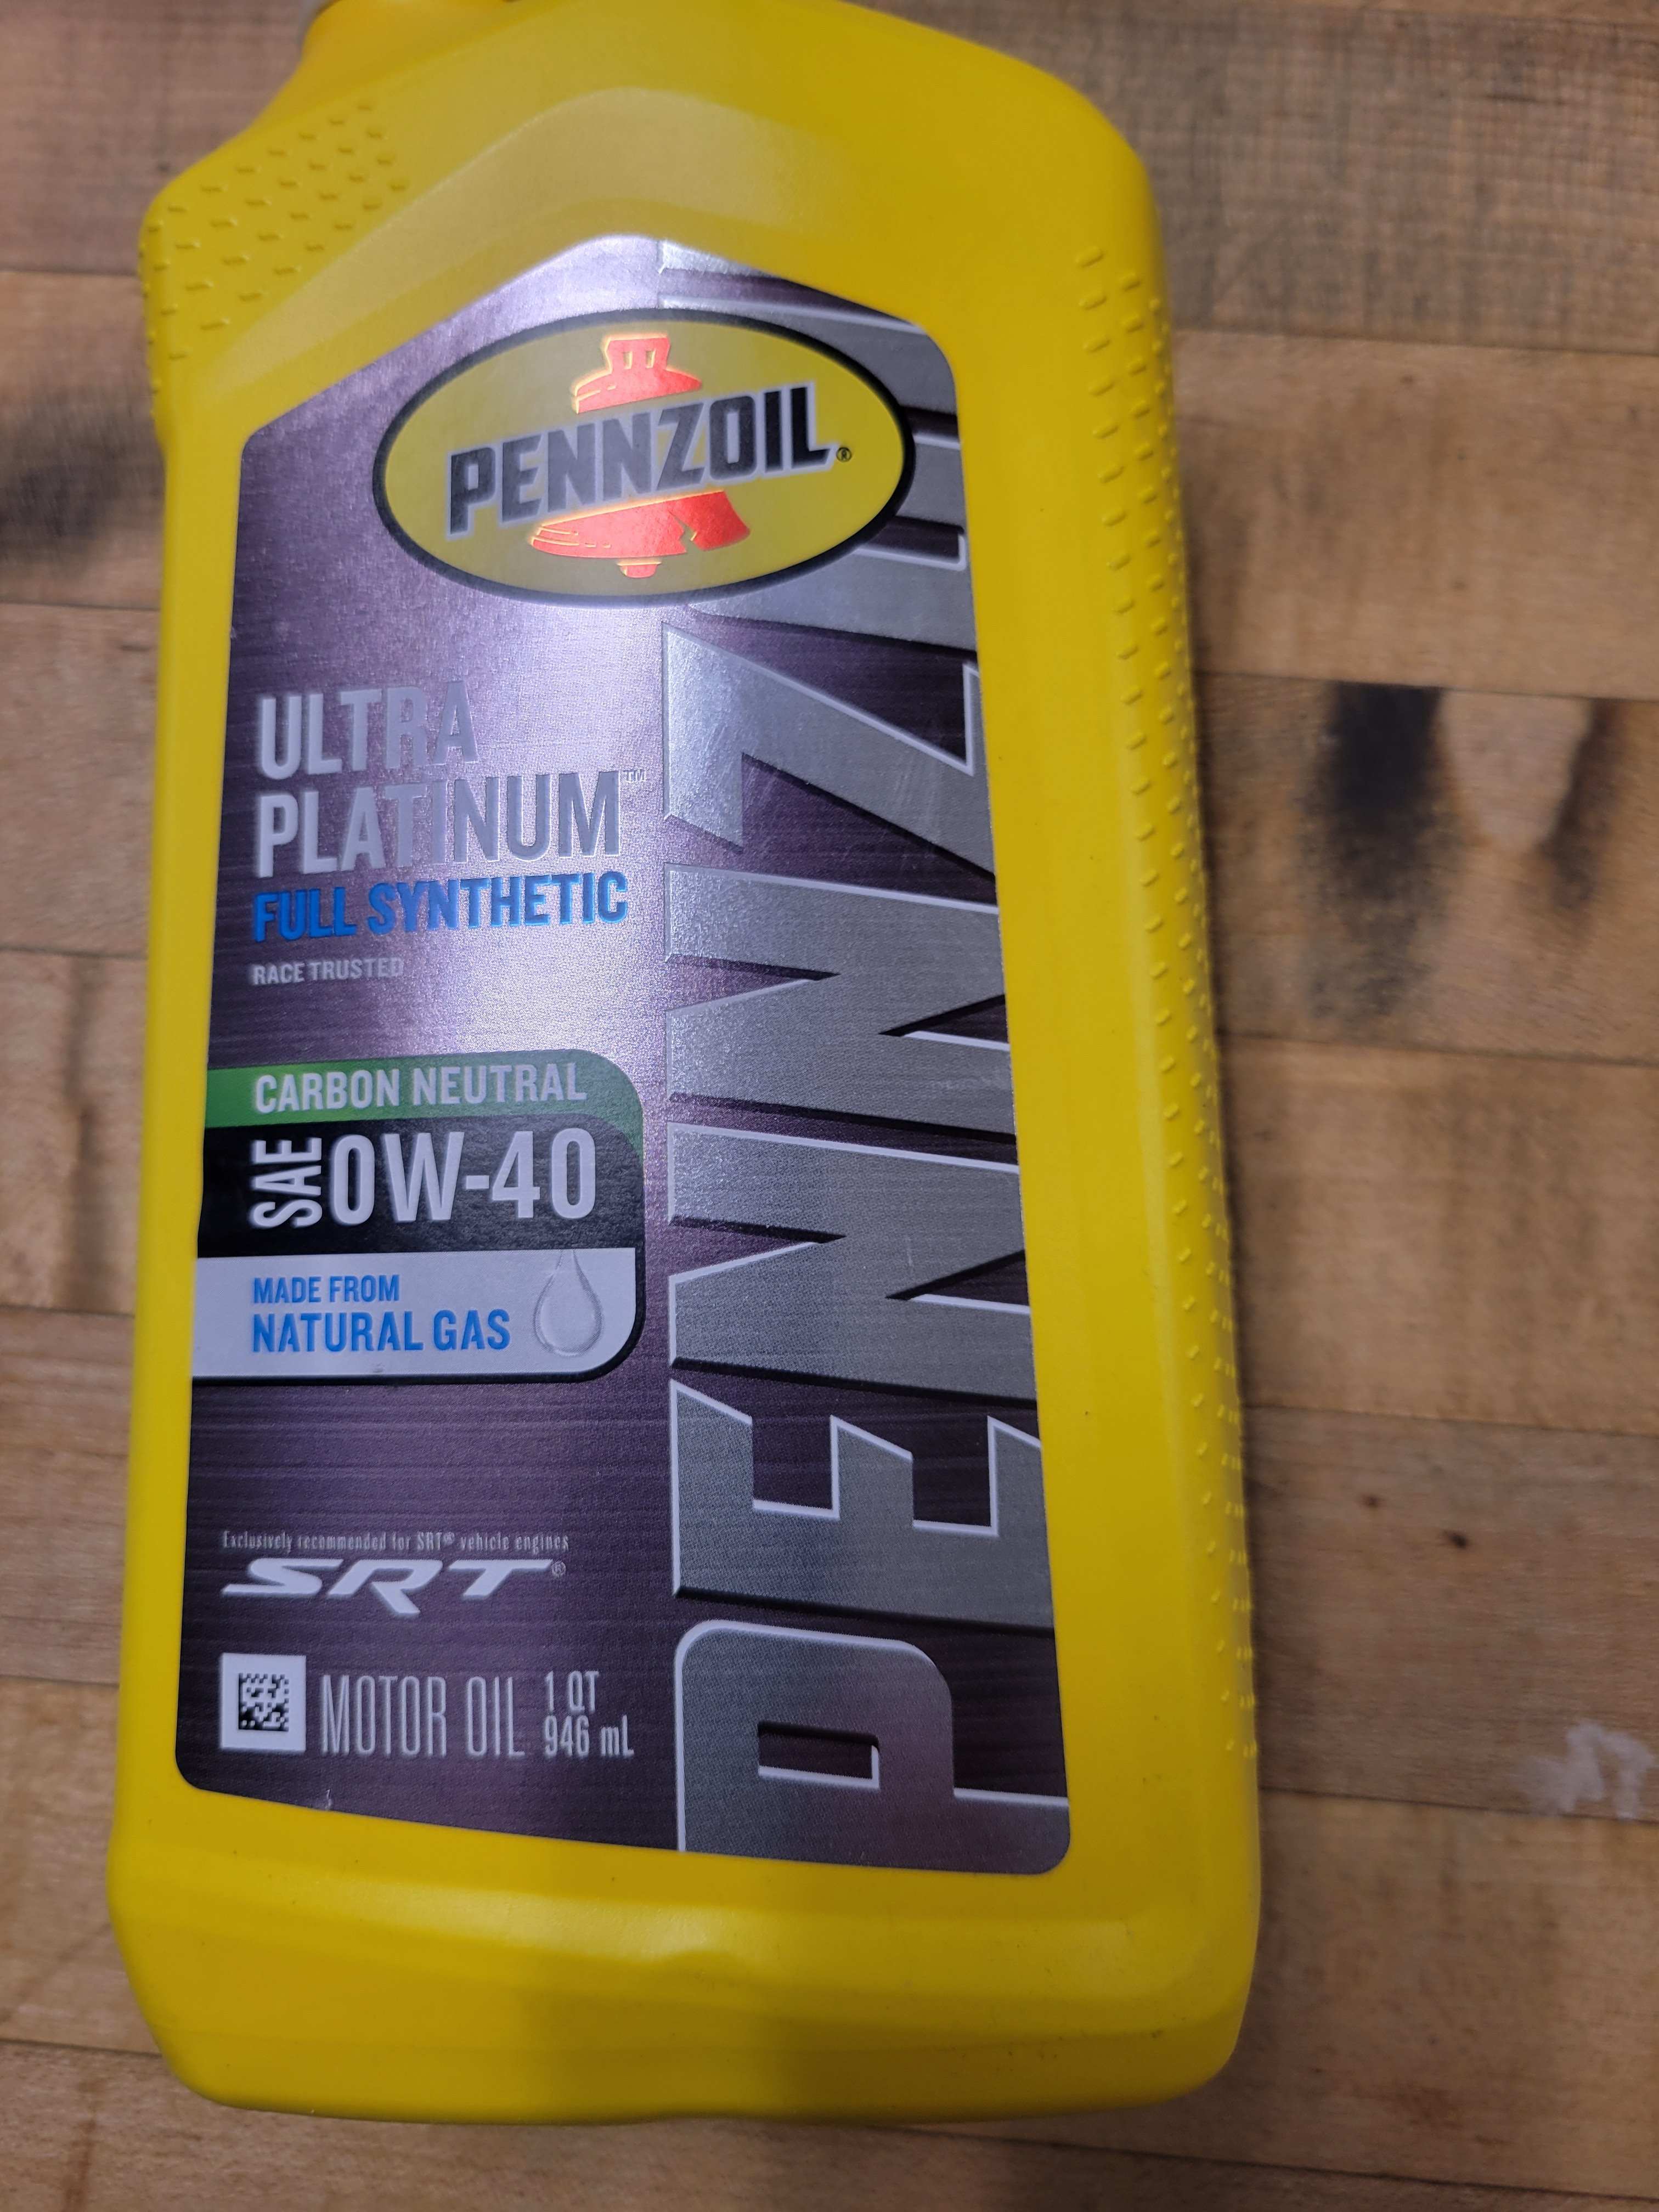 PENNZOIL®
ULTRA
PLATINUM™
FULL SYNTHETIC
RACE TRUSTED
CARBON NEUTRAL
SAE 0W-40
MADE FROM
NATURAL GAS
Exclusively recommended for SRT® vehicle engines
SRT®
MOTOR OIL 1 QT
946 mL
PENNZOIL